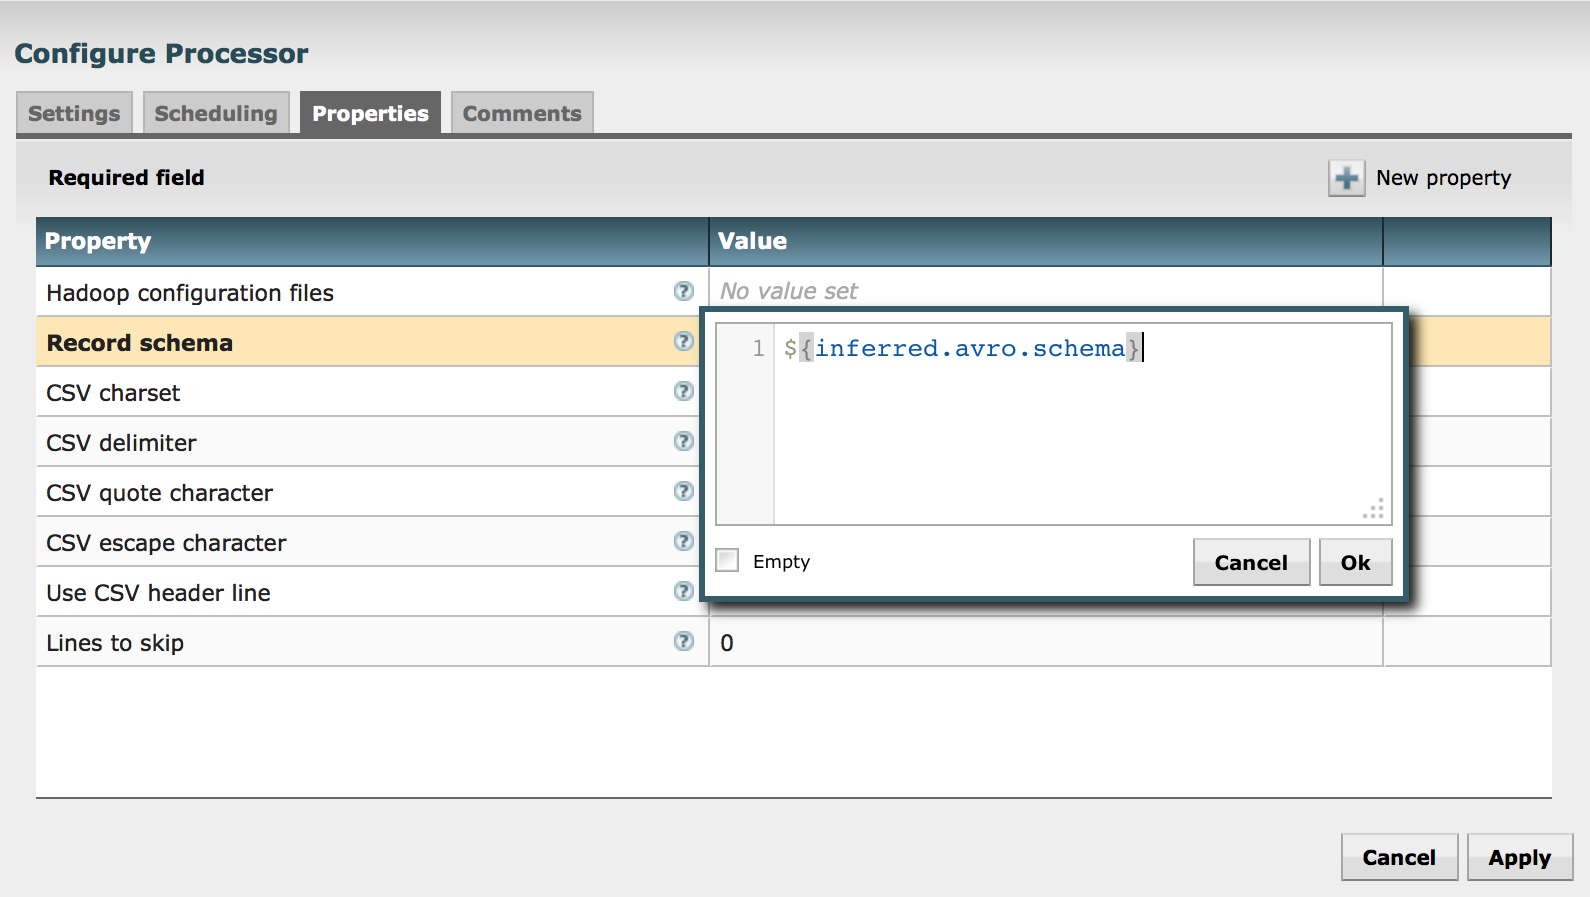 Configure Processor
Settings Scheduling Properties Comments
Required field New property
Property Value
Hadoop configuration files ? No value set
Record schema ?
1 ${inferred.avro.schema}
CSV charset ?
CSV delimiter ?
CSV quote character ?
CSV escape character ?
Empty Cancel Ok
Use CSV header line ?
Lines to skip ? 0
Cancel Apply